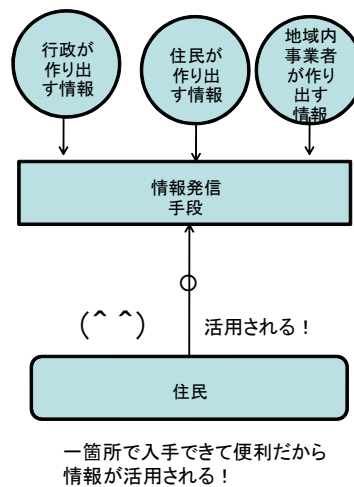 行政が
作り出
す情報
住民が
作り出
す情報
地域内
事業者
が作り
出す
情報
情報発信
手段
(^ ^)
活用される！
住民
一箇所で入手できて便利だから
情報が活用される！